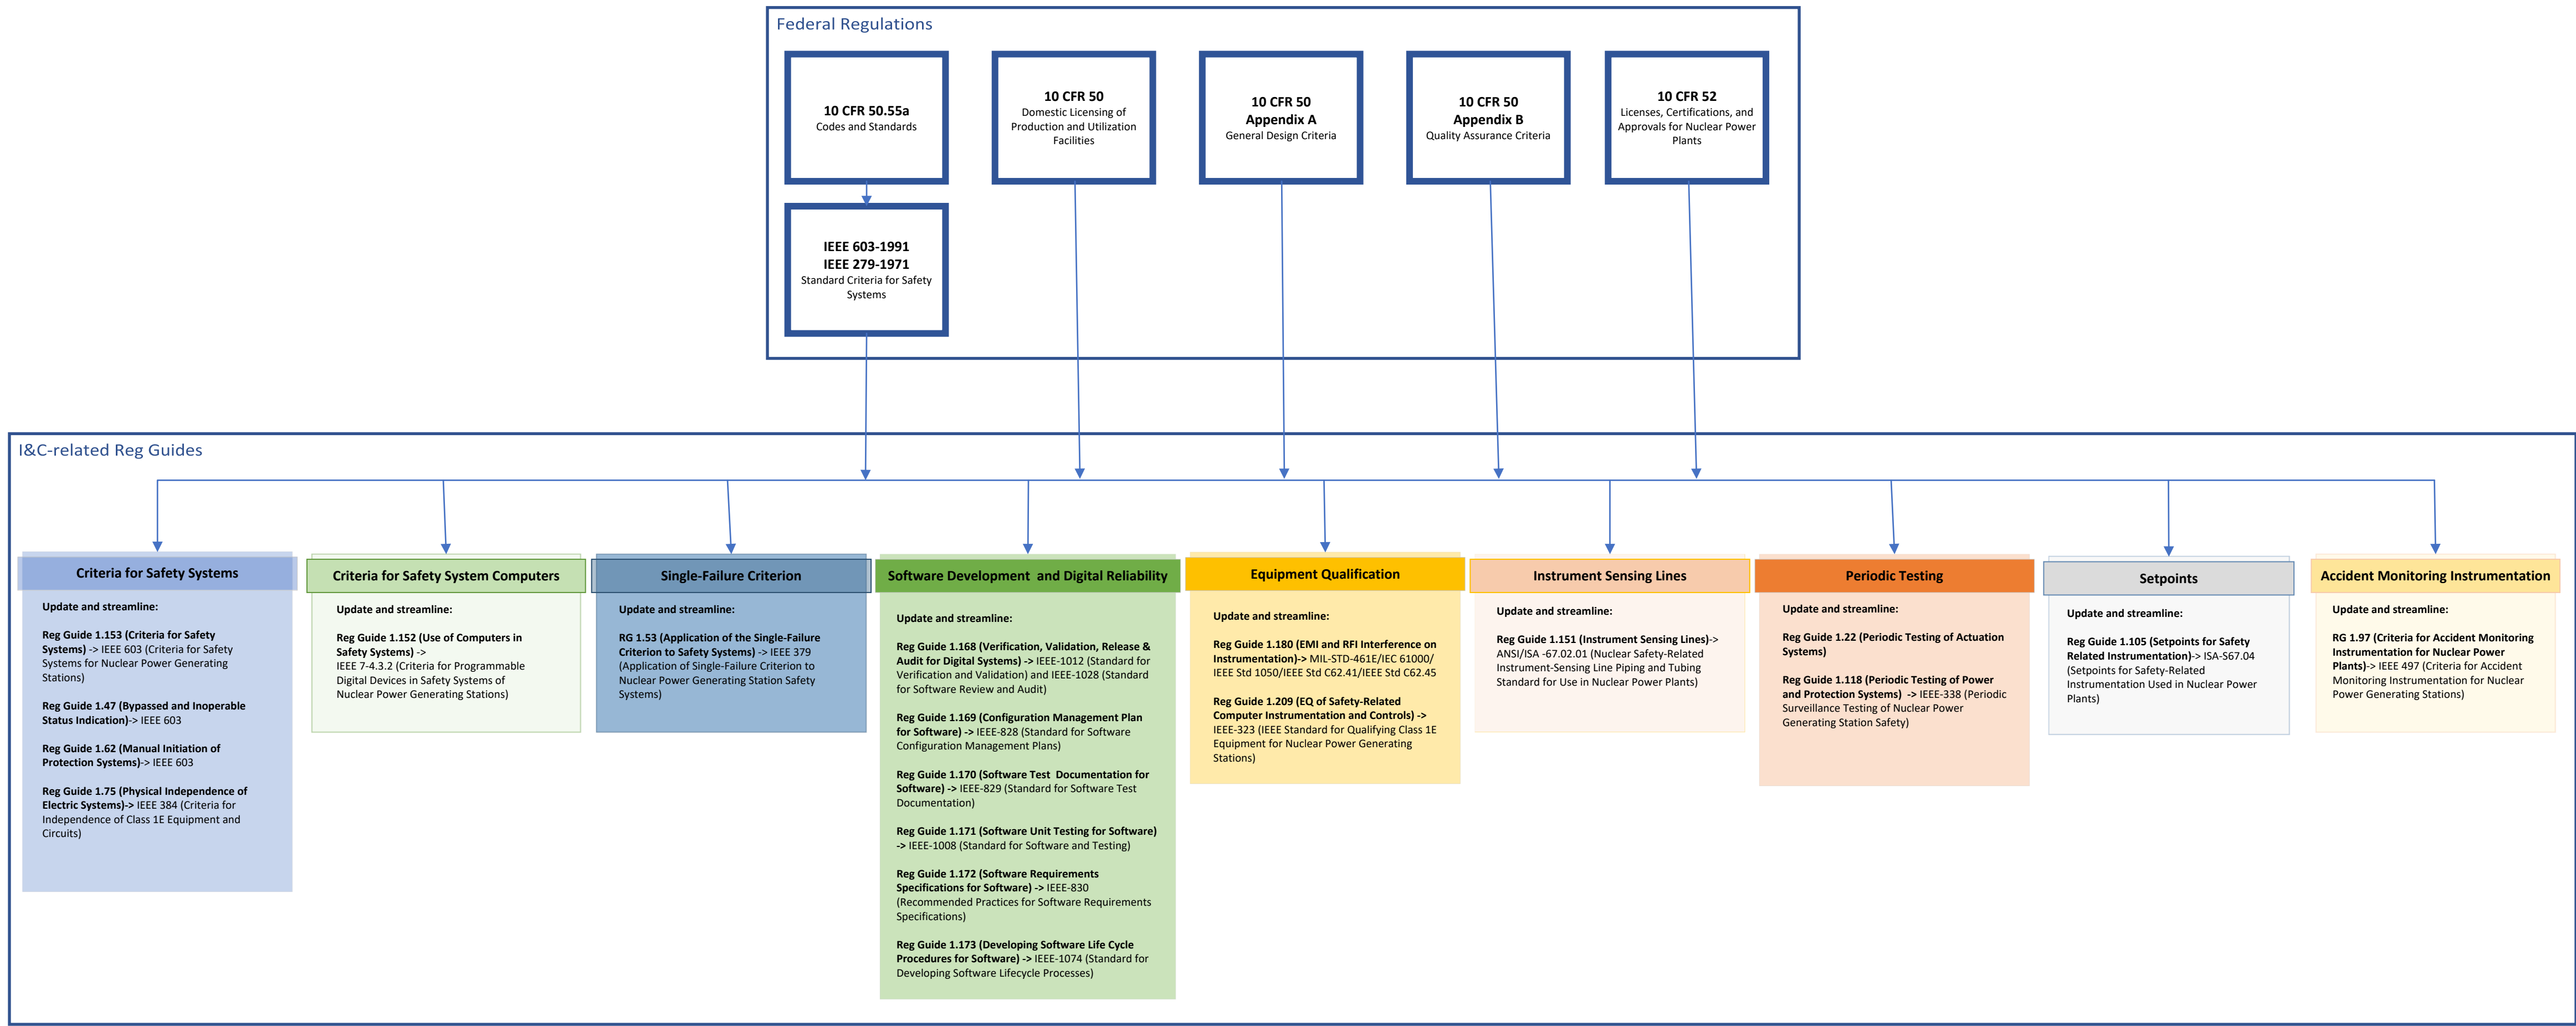 Federal Regulations
10 CFR 50.55a
Codes and Standards
10 CFR 50
Domestic Licensing of
Production and Utilization
Facilities
10 CFR 50
Appendix A
General Design Criteria
10 CFR 50
Appendix B
Quality Assurance Criteria
10 CFR 52
Licenses, Certifications, and
Approvals for Nuclear Power
Plants
IEEE 603-1991
IEEE 279-1971
Standard Criteria for Safety
Systems
I&C-related Reg Guides
Criteria for Safety Systems
Update and streamline:
Reg Guide 1.153 (Criteria for Safety
Systems) -> IEEE 603 (Criteria for Safety
Systems for Nuclear Power Generating
Stations)
Reg Guide 1.47 (Bypassed and Inoperable
Status Indication)-> IEEE 603
Reg Guide 1.62 (Manual Initiation of
Protection Systems)-> IEEE 603
Reg Guide 1.75 (Physical Independence of
Electric Systems)-> IEEE 384 (Criteria for
Independence of Class 1E Equipment and
Circuits)
Criteria for Safety System Computers
Update and streamline:
Reg Guide 1.152 (Use of Computers in
Safety Systems) ->
IEEE 7-4.3.2 (Criteria for Programmable
Digital Devices in Safety Systems of
Nuclear Power Generating Stations)
Single-Failure Criterion
Update and streamline:
RG 1.53 (Application of the Single-Failure
Criterion to Safety Systems) -> IEEE 379
(Application of Single-Failure Criterion to
Nuclear Power Generating Station Safety
Systems)
Software Development and Digital Reliability
Update and streamline:
Reg Guide 1.168 (Verification, Validation, Release &
Audit for Digital Systems) -> IEEE-1012 (Standard for
Verification and Validation) and IEEE-1028 (Standard
for Software Review and Audit)
Reg Guide 1.169 (Configuration Management Plan
for Software) -> IEEE-828 (Standard for Software
Configuration Management Plans)
Reg Guide 1.170 (Software Test Documentation for
Software) -> IEEE-829 (Standard for Software Test
Documentation)
Reg Guide 1.171 (Software Unit Testing for Software)
-> IEEE-1008 (Standard for Software and Testing)
Reg Guide 1.172 (Software Requirements
Specifications for Software) -> IEEE-830
(Recommended Practices for Software Requirements
Specifications)
Reg Guide 1.173 (Developing Software Life Cycle
Procedures for Software) -> IEEE-1074 (Standard for
Developing Software Lifecycle Processes)
Equipment Qualification
Update and streamline:
Reg Guide 1.180 (EMI and RFI Interference on
Instrumentation)-> MIL-STD-461E/IEC 61000/
IEEE Std 1050/IEEE Std C62.41/IEEE Std C62.45
Reg Guide 1.209 (EQ of Safety-Related
Computer Instrumentation and Controls) ->
IEEE-323 (IEEE Standard for Qualifying Class 1E
Equipment for Nuclear Power Generating
Stations)
Instrument Sensing Lines
Update and streamline:
Reg Guide 1.151 (Instrument Sensing Lines)->
ANSI/ISA -67.02.01 (Nuclear Safety-Related
Instrument-Sensing Line Piping and Tubing
Standard for Use in Nuclear Power Plants)
Periodic Testing
Update and streamline:
Reg Guide 1.22 (Periodic Testing of Actuation
Systems)
Reg Guide 1.118 (Periodic Testing of Power
and Protection Systems) -> IEEE-338 (Periodic
Surveillance Testing of Nuclear Power
Generating Station Safety)
Setpoints
Update and streamline:
Reg Guide 1.105 (Setpoints for Safety
Related Instrumentation)-> ISA-S67.04
(Setpoints for Safety-Related
Instrumentation Used in Nuclear Power
Plants)
Accident Monitoring Instrumentation
Update and streamline:
RG 1.97 (Criteria for Accident Monitoring
Instrumentation for Nuclear Power
Plants)-> IEEE 497 (Criteria for Accident
Monitoring Instrumentation for Nuclear
Power Generating Stations)